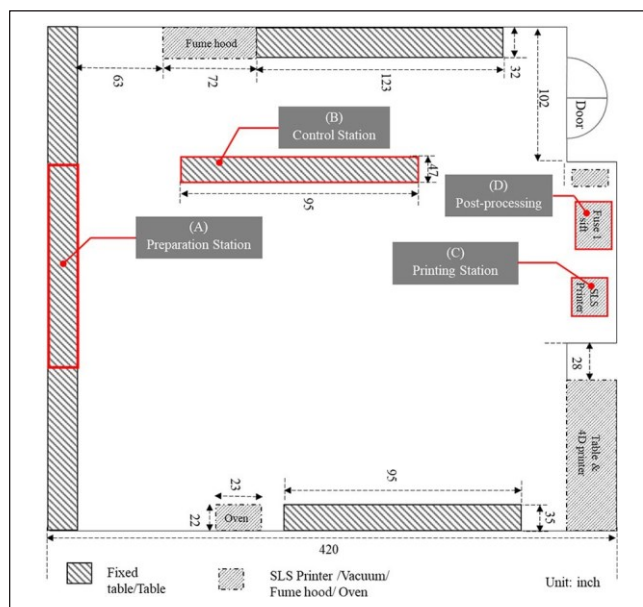 Fume hood
63
72
123
32
102
Door
(B)
Control Station
47
95
(D)
Post-processing
Fuse 1
sift
(A)
Preparation Station
(C)
Printing Station
SLS
Printer
28
Table &
4D printer
95
23
22
Oven
35
420
Fixed
table/Table
SLS Printer /Vacuum/
Fume hood/ Oven
Unit: inch